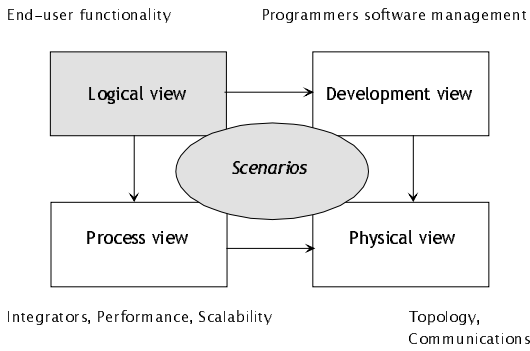 End-user functionality
Programmers software management
Logical view
Development view
Scenarios
Process view
Physical view
Integrators, Performance, Scalability
Topology,
Communications